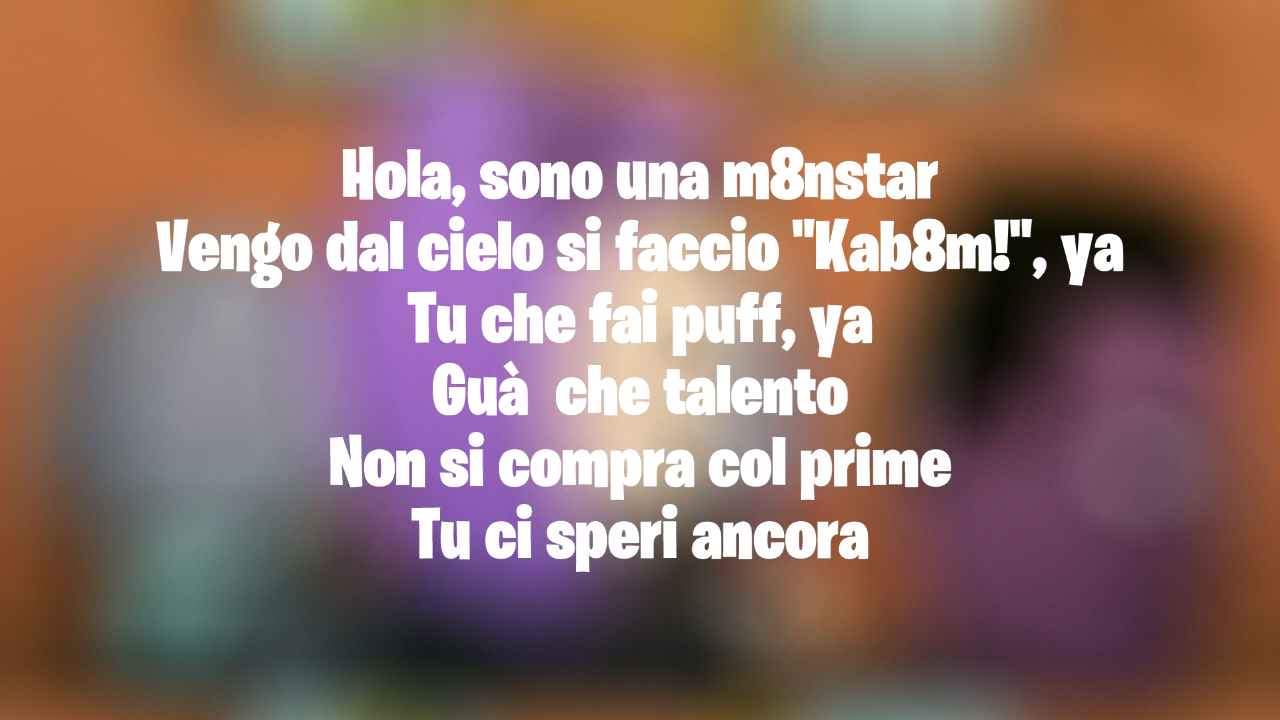 Hola, sono una m8nstar
Vengo dal cielo si faccio "Kab8m!", ya
Tu che fai puff, ya
Guà  che talento
Non si compra col prime
Tu ci speri ancora